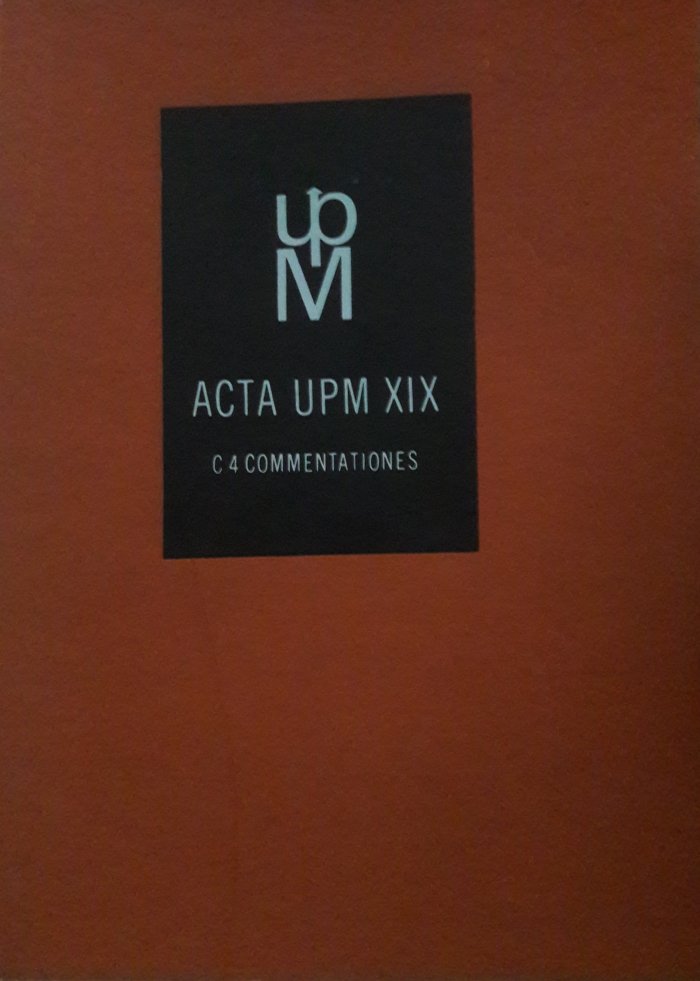 upM
ACTA UPM XIX
C 4 COMMENTATIONES